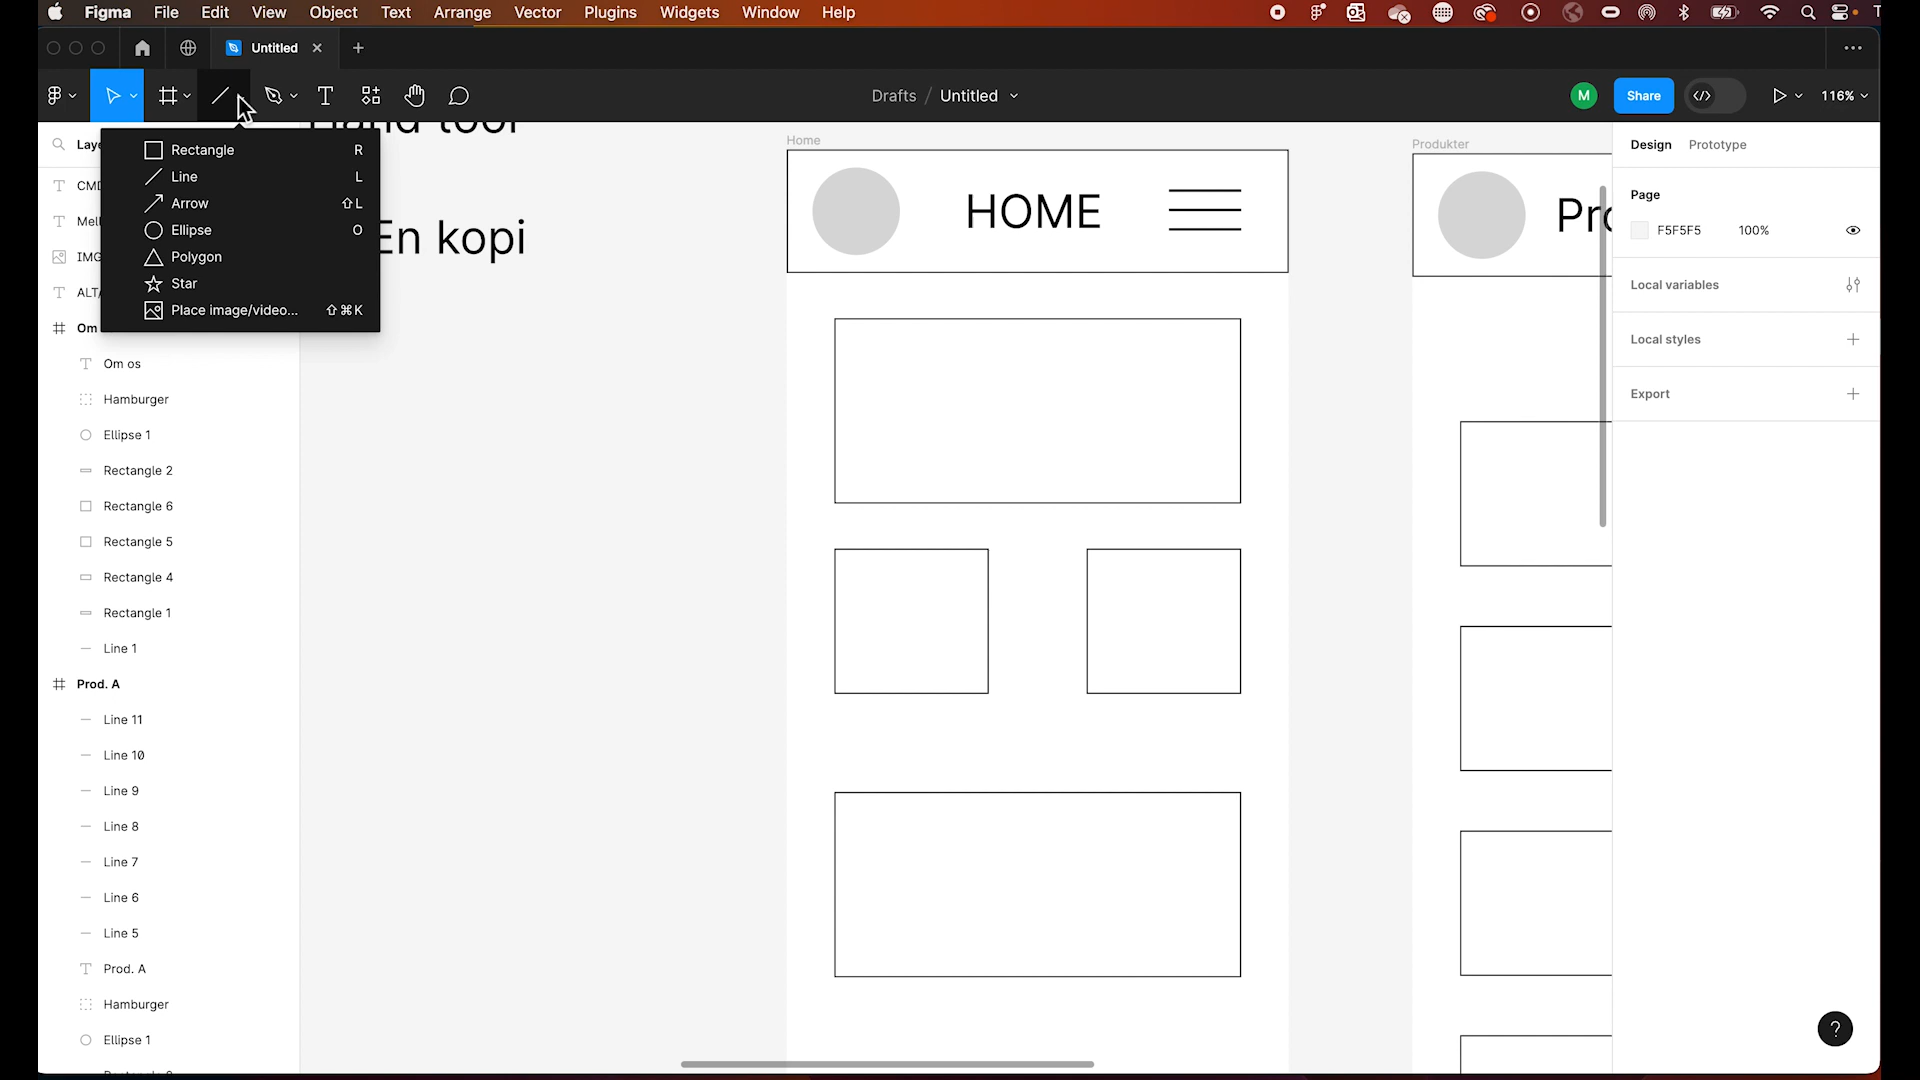 Figma File Edit View Object Text Arrange Vector Plugins Widgets Window Help
Untitled
Drafts / Untitled
M
Share
116%
Hand tool
En kopi
Rectangle R
Line L
Arrow ⇧L
Ellipse O
Polygon
Star
Place image/video... ⇧⌘K
Om
Om os
Hamburger
Ellipse 1
Rectangle 2
Rectangle 6
Rectangle 5
Rectangle 4
Rectangle 1
Line 1
Prod. A
Line 11
Line 10
Line 9
Line 8
Line 7
Line 6
Line 5
Prod. A
Hamburger
Ellipse 1
Home
HOME
Produkter
Pro
Design Prototype
Page
F5F5F5 100%
Local variables
Local styles
Export
?